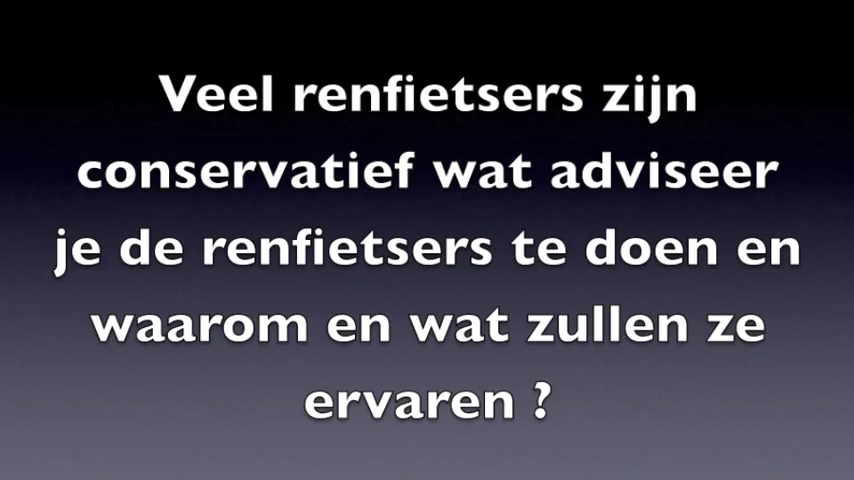 Veel renfietsers zijn
conservatief wat adviseer
je de renfietsers te doen en
waarom en wat zullen ze
ervaren ?